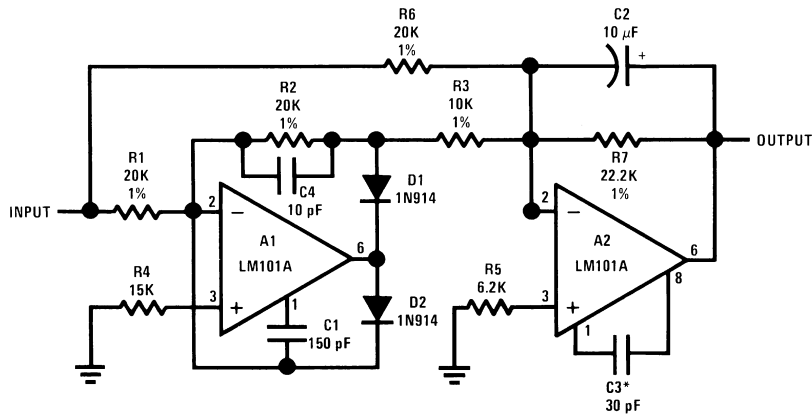 R6
20K
1%
C2
10 μF
+
R2
20K
1%
R3
10K
1%
R1
20K
1%
C4
10 pF
D1
1N914
R7
22.2K
1%
OUTPUT
INPUT
2
−
A1
LM101A
6
3
+
1
R4
15K
C1
150 pF
D2
1N914
2
−
A2
LM101A
6
8
3
+
1
R5
6.2K
C3*
30 pF